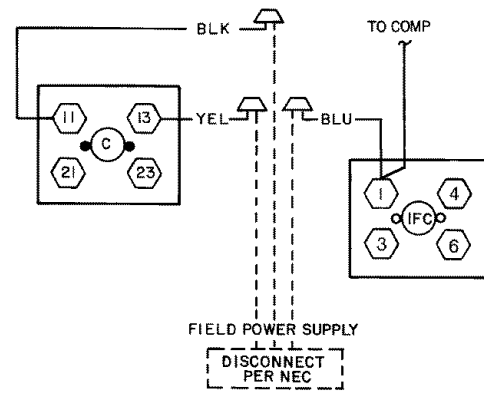 BLK
TO COMP
11
13
YEL
BLU
C
21
23
1
4
IFC
3
6
FIELD POWER SUPPLY
DISCONNECT
PER NEC